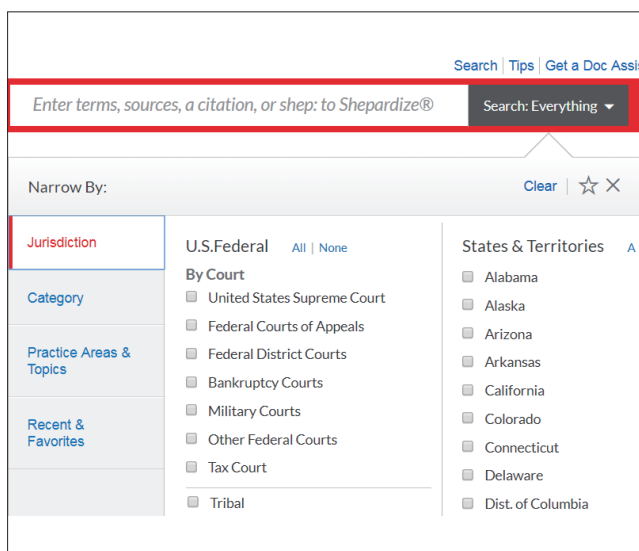 Search | Tips | Get a Doc Assi
Enter terms, sources, a citation, or shep: to Shepardize®
Search: Everything
Narrow By:
Clear
Jurisdiction
Category
Practice Areas &
Topics
Recent &
Favorites
U.S.Federal All | None
By Court
United States Supreme Court
Federal Courts of Appeals
Federal District Courts
Bankruptcy Courts
Military Courts
Other Federal Courts
Tax Court
Tribal
States & Territories A
Alabama
Alaska
Arizona
Arkansas
California
Colorado
Connecticut
Delaware
Dist. of Columbia